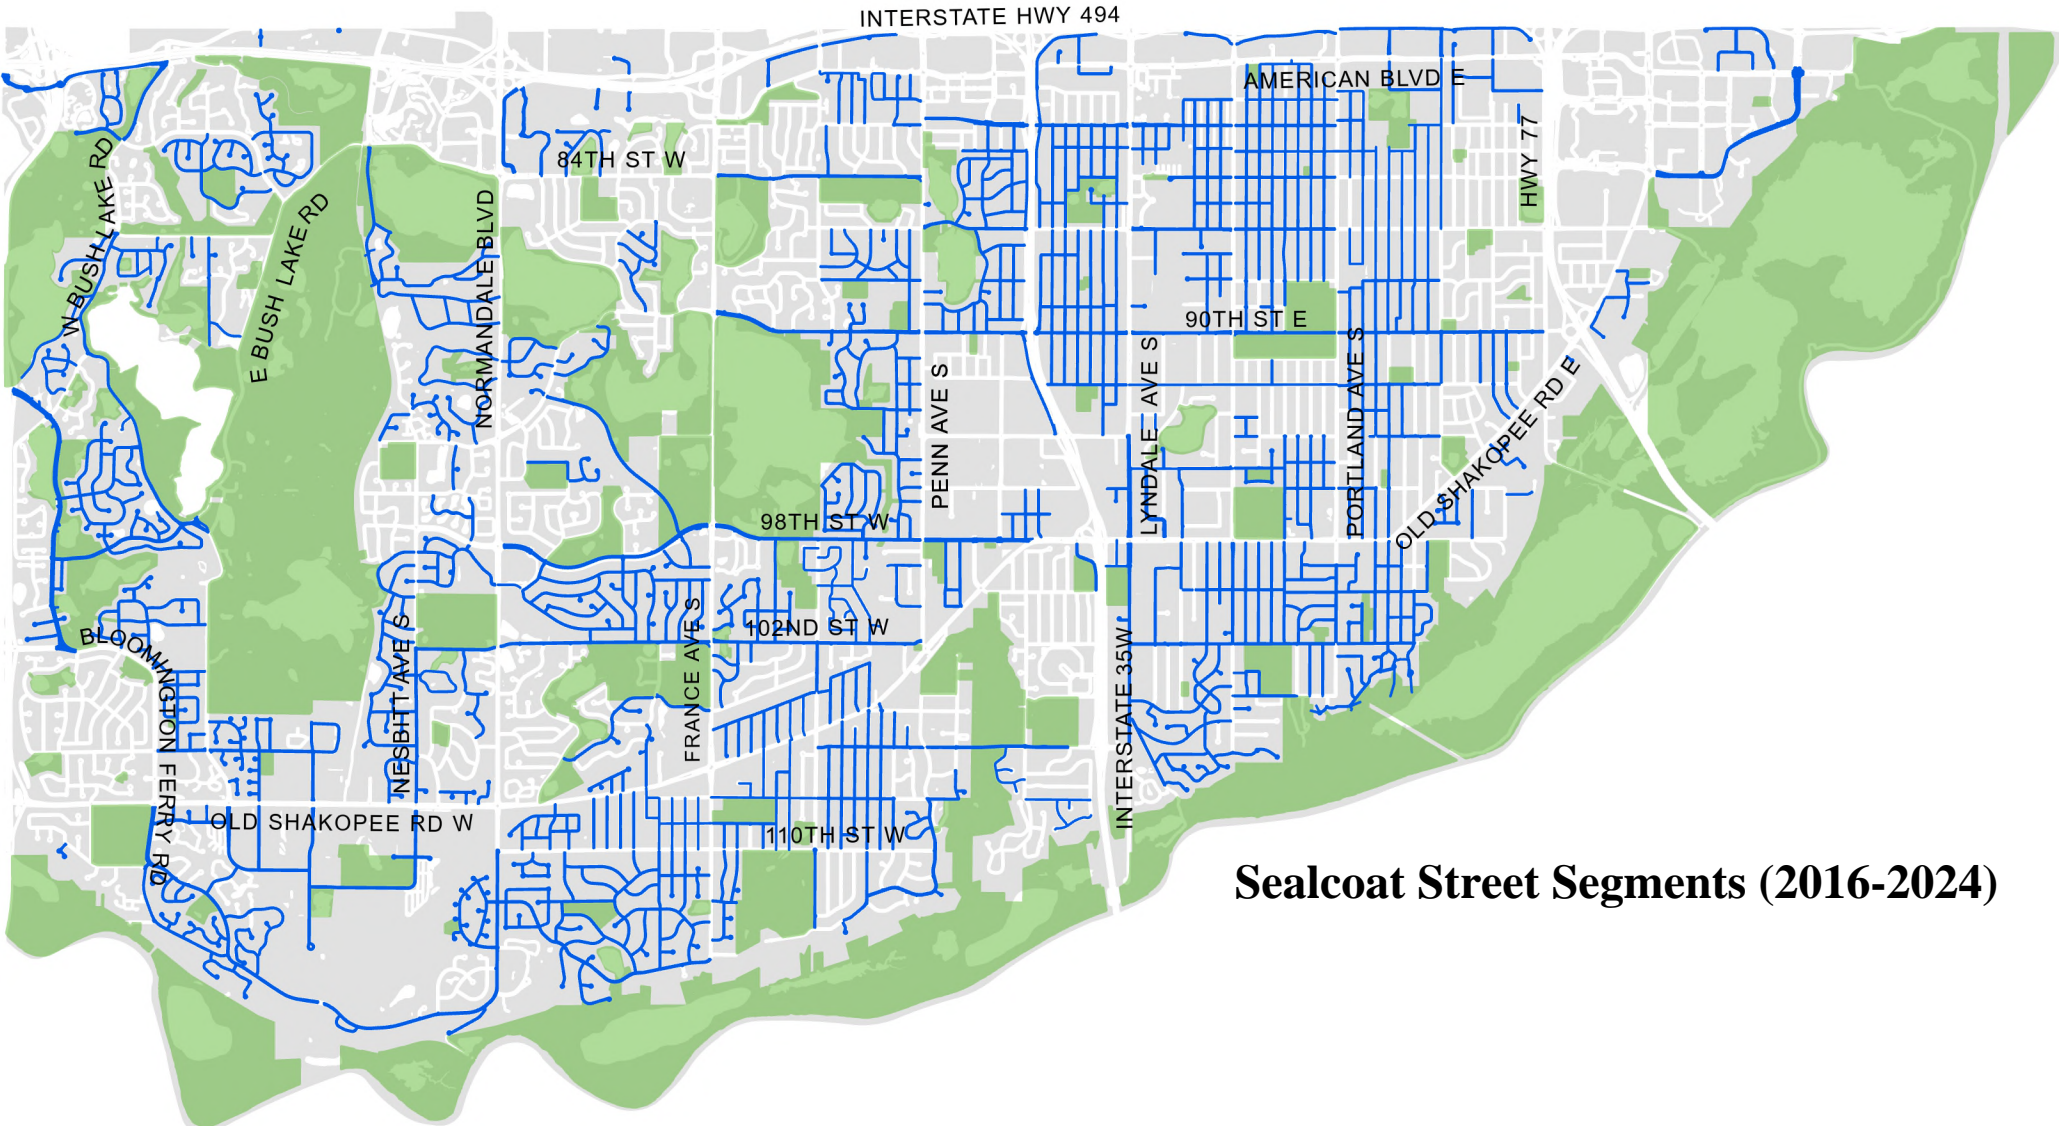 INTERSTATE HWY 494
AMERICAN BLVD E
84TH ST W
W BUSH LAKE RD
E BUSH LAKE RD
NORMANDALE BLVD
HWY 77
90TH ST E
PENN AVE S
LYNDALE AVE S
PORTLAND AVE S
OLD SHAKOPEE RD E
98TH ST W
BLOOMINGTON FERRY RD
NESBITT AVE S
FRANCE AVE S
102ND ST W
INTERSTATE 35W
OLD SHAKOPEE RD W
110TH ST W
Sealcoat Street Segments (2016-2024)